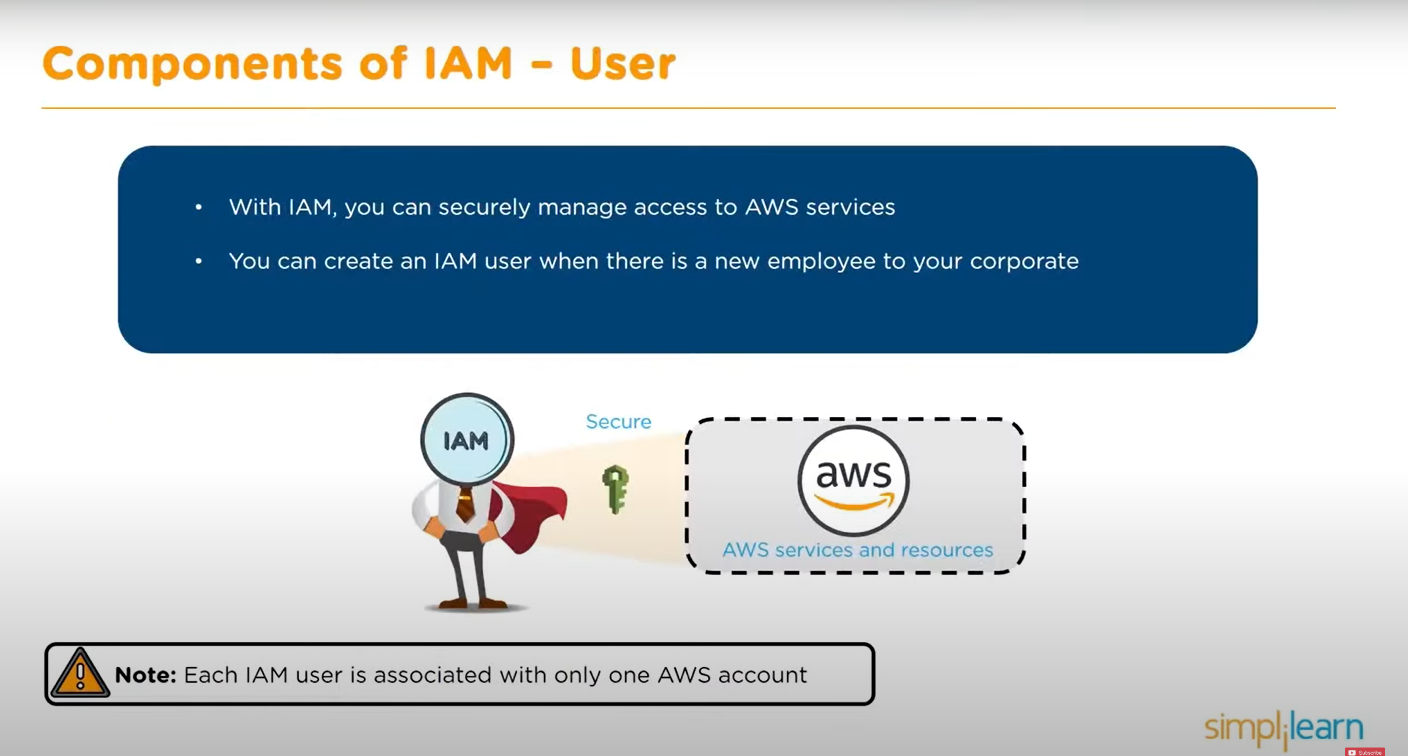 Components of IAM – User
• With IAM, you can securely manage access to AWS services
• You can create an IAM user when there is a new employee to your corporate
IAM
Secure
aws
AWS services and resources
Note: Each IAM user is associated with only one AWS account
simplilearn
Subscribe